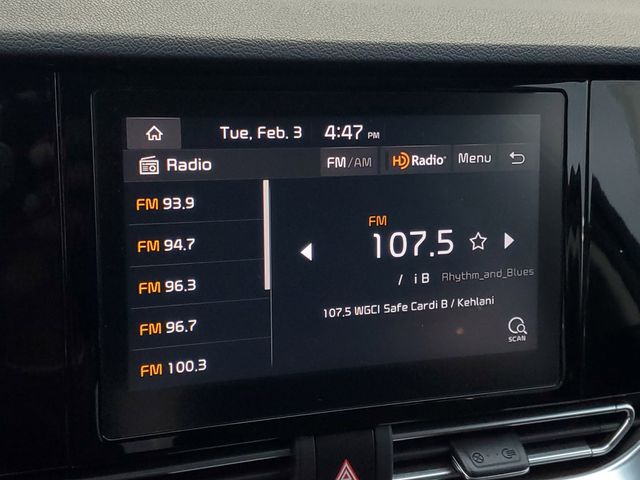 Tue, Feb. 3 4:47 PM
Radio FM/AM HD Radio Menu
FM 93.9
FM 94.7
FM 96.3
FM 96.7
FM 100.3
FM
107.5
/ i B Rhythm_and_Blues
107.5 WGCI Safe Cardi B / Kehlani
SCAN